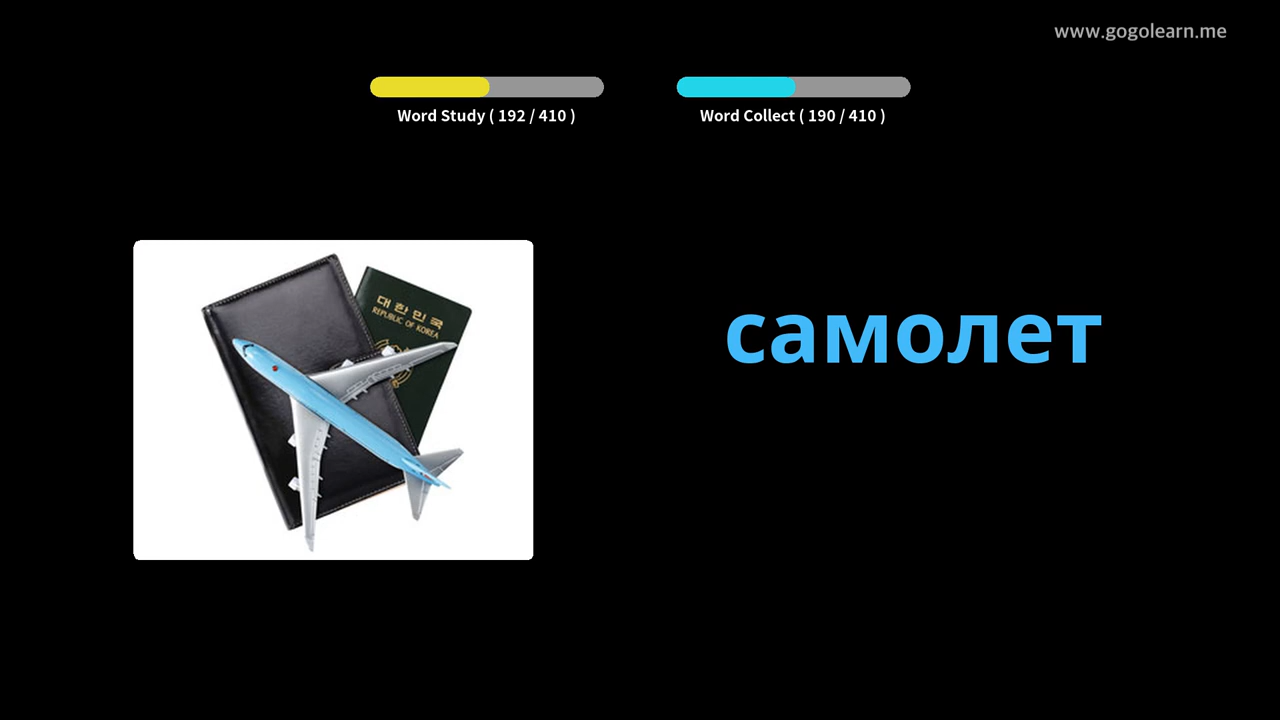 www.gogolearn.me
Word Study ( 192 / 410 )
Word Collect ( 190 / 410 )
대한민국
REPUBLIC OF KOREA
самолет